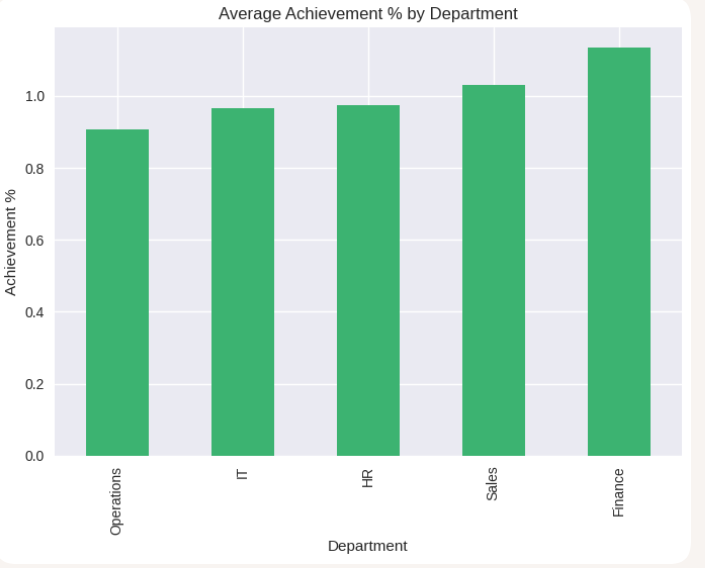 Average Achievement % by Department
Achievement %
1.0
0.8
0.6
0.4
0.2
0.0
Operations
IT
HR
Sales
Finance
Department